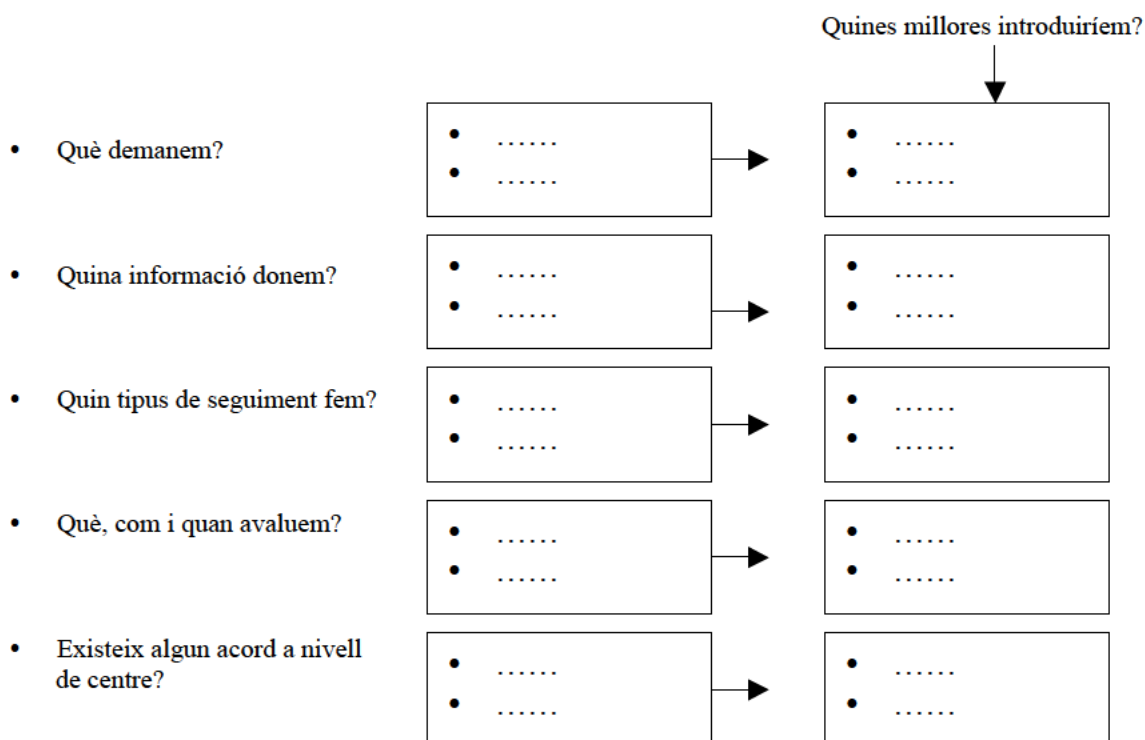 Quines millores introduiríem?
• Què demanem?
• ......
• ......
• ......
• ......
• Quina informació donem?
• ......
• ......
• ......
• ......
• Quin tipus de seguiment fem?
• ......
• ......
• ......
• ......
• Què, com i quan avaluem?
• ......
• ......
• ......
• ......
• Existeix algun acord a nivell
de centre?
• ......
• ......
• ......
• ......